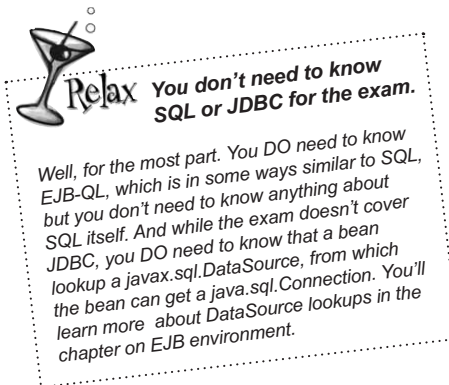 Relax You don't need to know
SQL or JDBC for the exam.
Well, for the most part. You DO need to know
EJB-QL, which is in some ways similar to SQL,
but you don't need to know anything about
SQL itself. And while the exam doesn't cover
JDBC, you DO need to know that a bean
lookup a javax.sql.DataSource, from which
the bean can get a java.sql.Connection. You'll
learn more  about DataSource lookups in the
chapter on EJB environment.